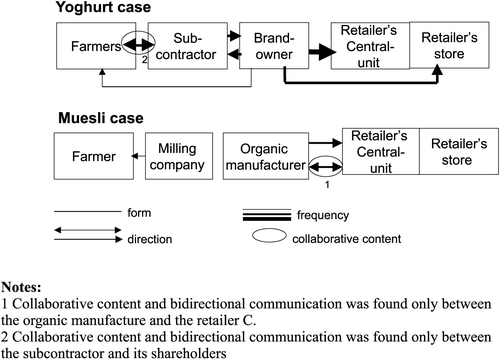 Yoghurt case
Farmers
Sub-
contractor
Brand-
owner
Retailer's
Central-
unit
Retailer's
store
2
Muesli case
Farmer
Milling
company
Organic
manufacturer
Retailer's
Central-
unit
Retailer's
store
1
form
frequency
direction
collaborative content
Notes:
1 Collaborative content and bidirectional communication was found only between
the organic manufacture and the retailer C.
2 Collaborative content and bidirectional communication was found only between
the subcontractor and its shareholders